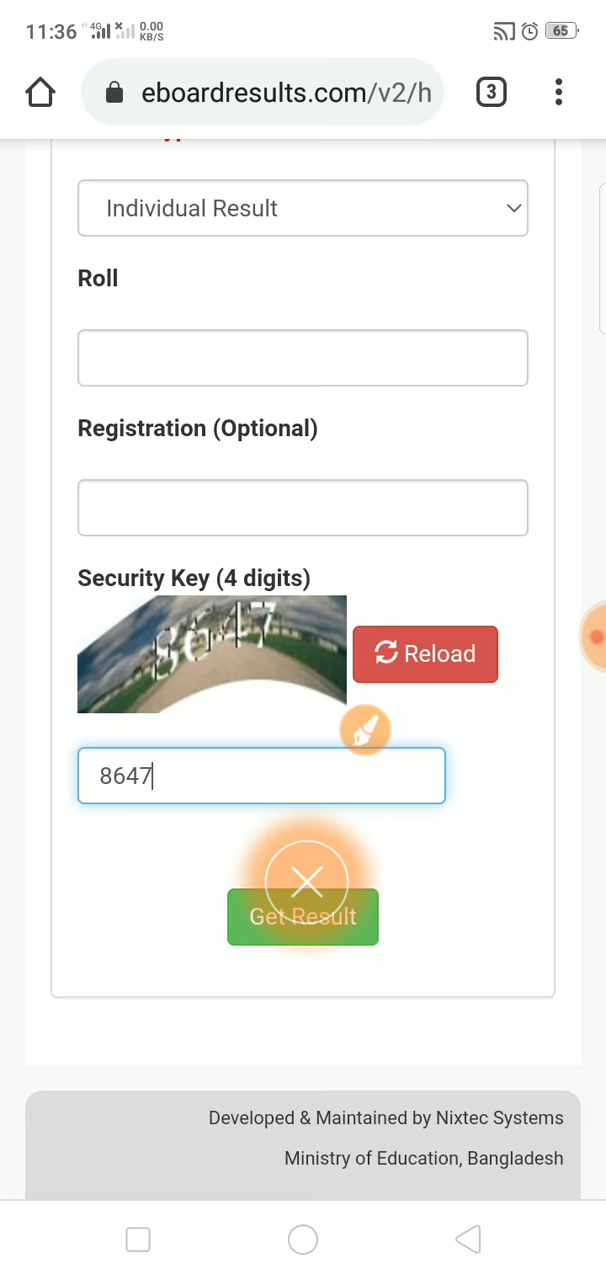 11:36 4G 0.00 KB/S 65
eboardresults.com/v2/h 3
Individual Result
Roll
Registration (Optional)
Security Key (4 digits)
8647
Reload
8647
Get Result
Developed & Maintained by Nixtec Systems
Ministry of Education, Bangladesh